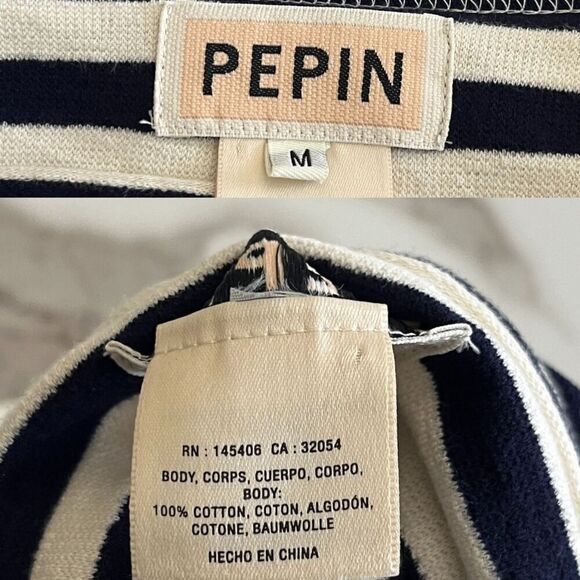 PEPIN
M
RN : 145406 CA : 32054
BODY, CORPS, CUERPO, CORPO,
BODY:
100% COTTON, COTON, ALGODÓN,
COTONE, BAUMWOLLE
HECHO EN CHINA